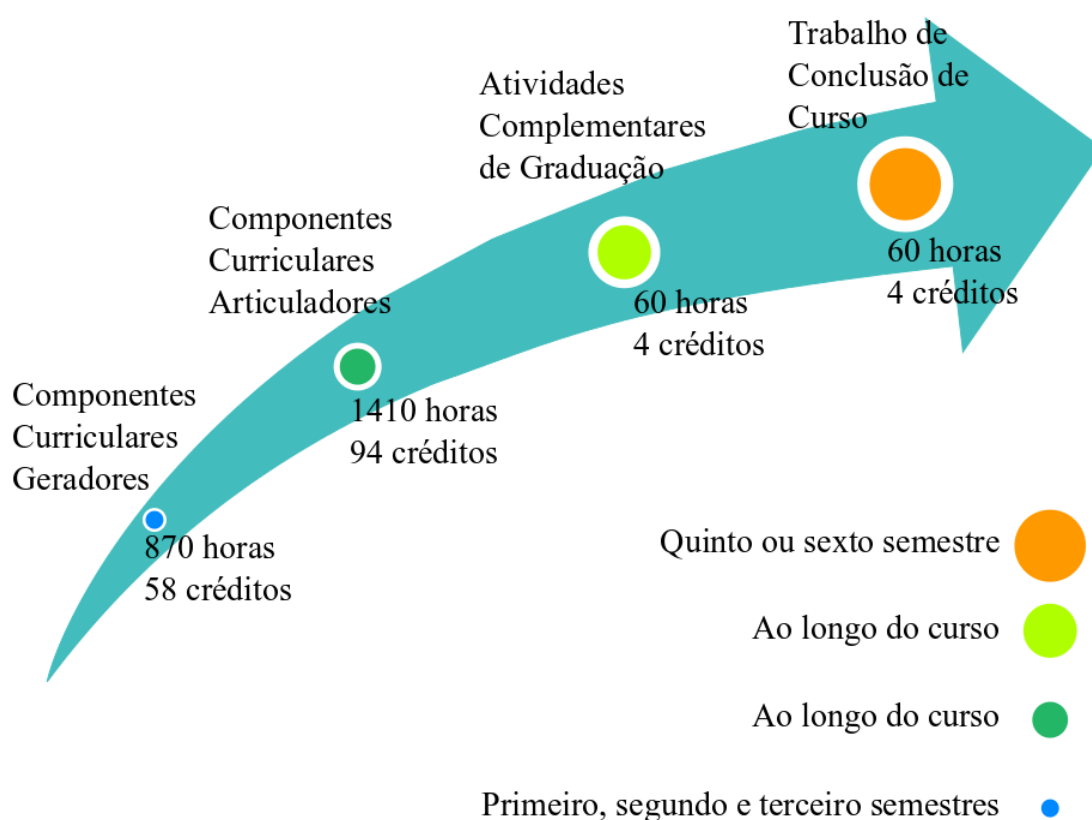 Trabalho de
Conclusão de
Curso
60 horas
4 créditos
Atividades
Complementares
de Graduação
60 horas
4 créditos
Componentes
Curriculares
Articuladores
1410 horas
94 créditos
Componentes
Curriculares
Geradores
870 horas
58 créditos
Quinto ou sexto semestre
Ao longo do curso
Ao longo do curso
Primeiro, segundo e terceiro semestres